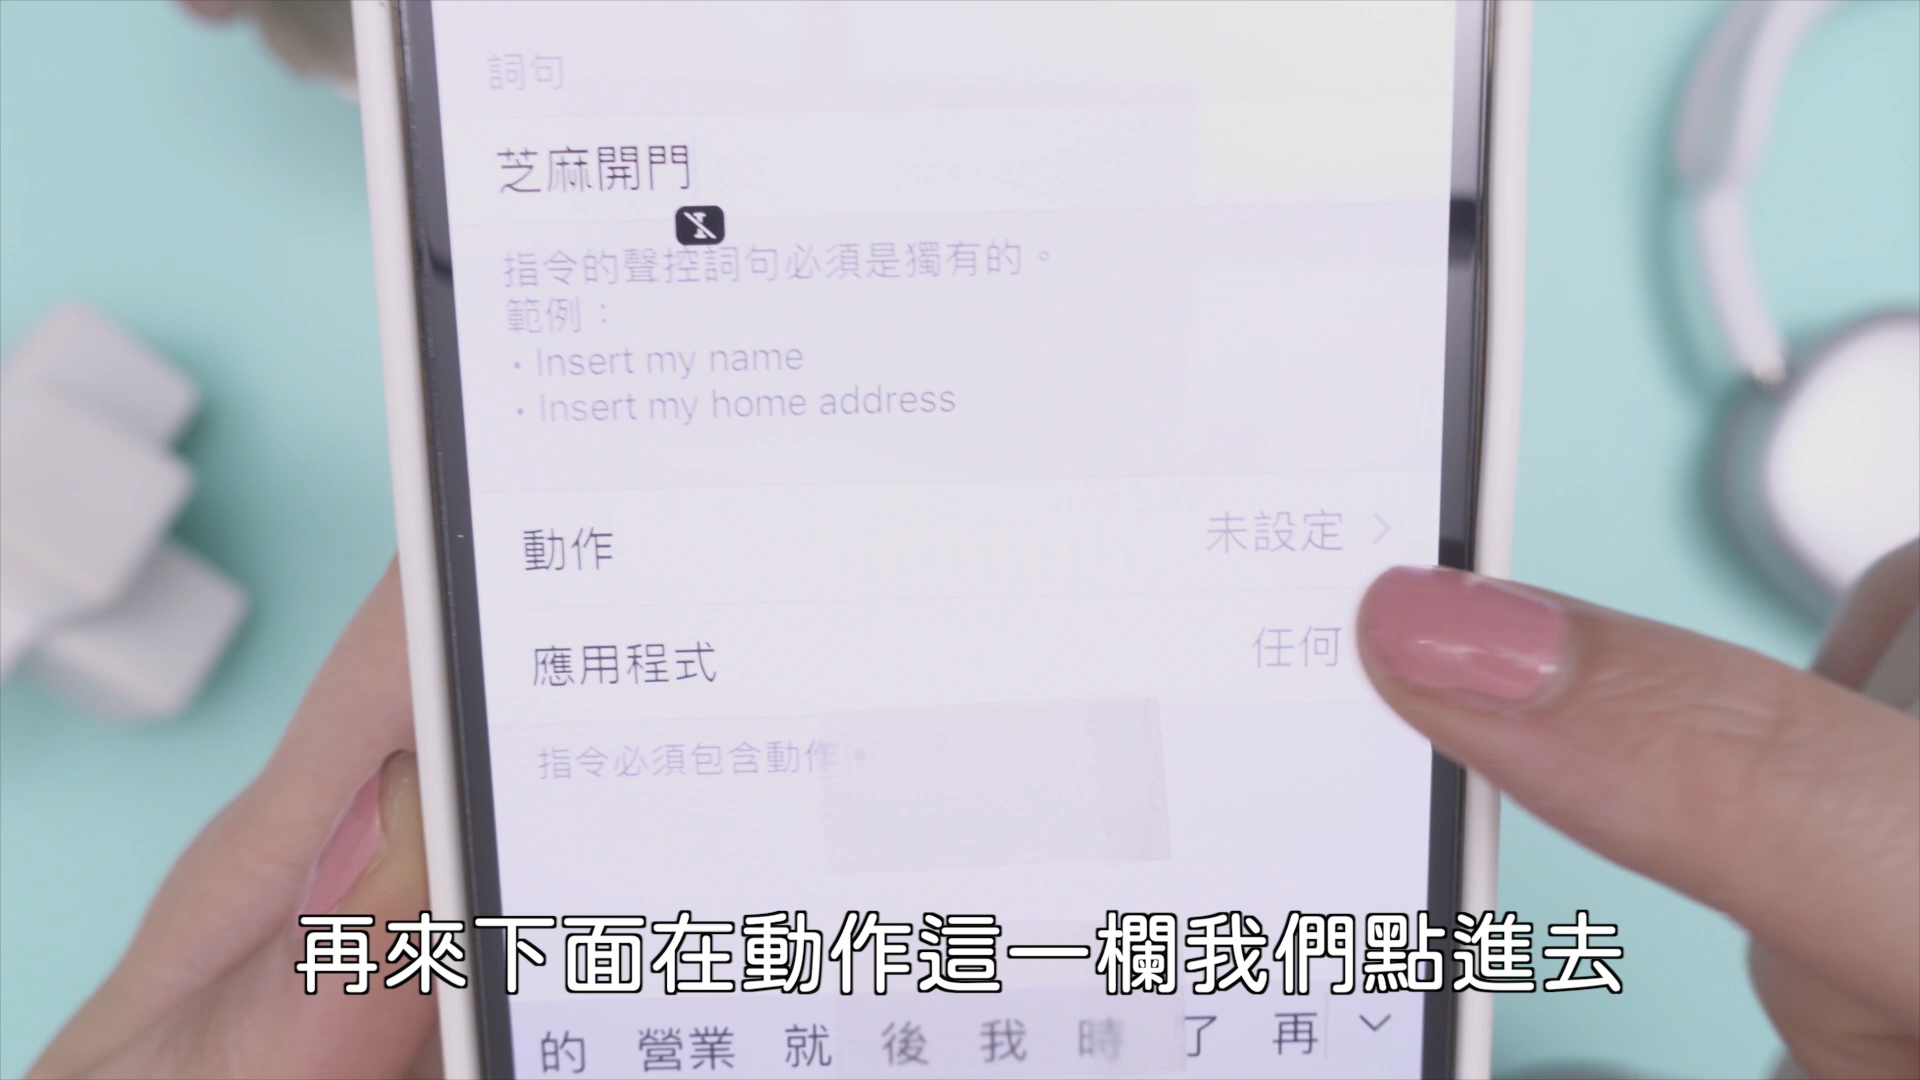 詞句
芝麻開門
指令的聲控詞句必須是獨有的。
範例：
• Insert my name
• Insert my home address
動作 未設定 >
應用程式 任何
指令必須包含動作。
再來下面在動作這一欄我們點進去
的 營業 就 後 我 時 了 再